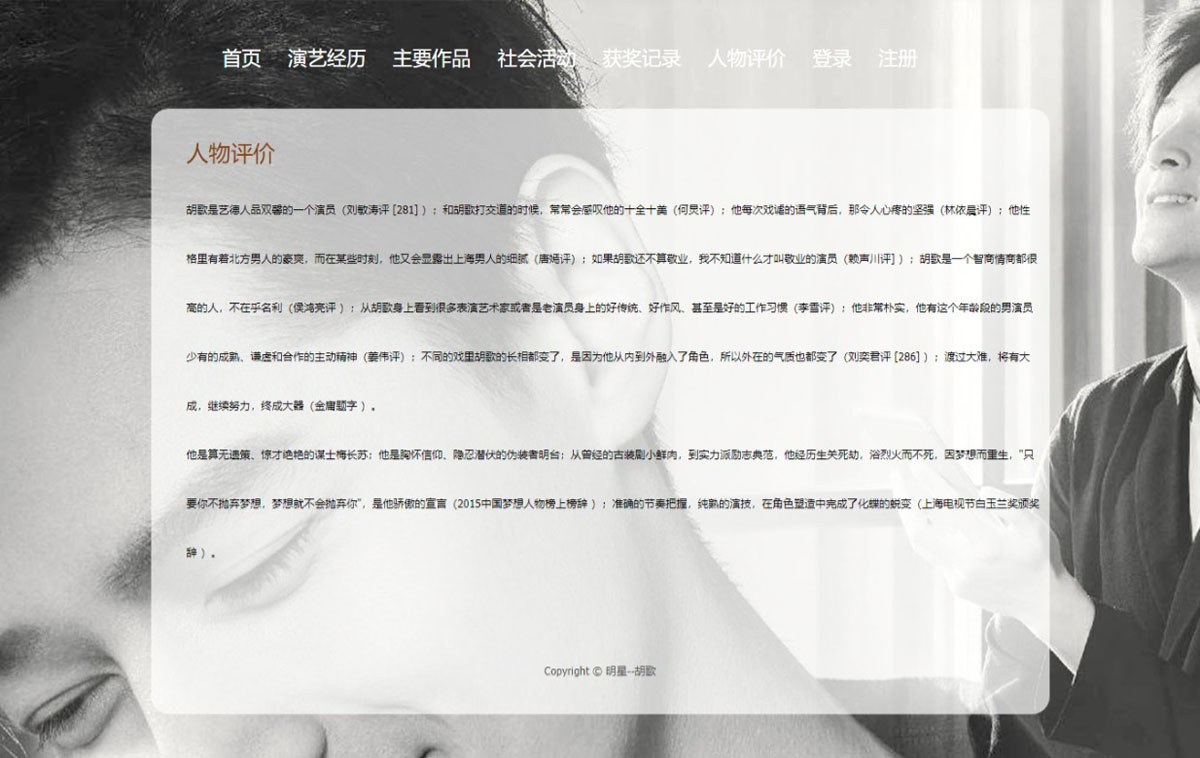 首页 演艺经历 主要作品 社会活动 获奖记录 人物评价 登录 注册
人物评价
胡歌是艺德人品双馨的一个演员（刘敏涛评 [281] ）；和胡歌打交道的时候，常常会感叹他的十全十美（何炅评）；他每次戏谑的语气背后，那令人心疼的坚强（林依晨评）；他性
格里有着北方男人的豪爽，而在某些时刻，他又会显露出上海男人的细腻（唐嫣评）；如果胡歌还不算敬业，我不知道什么才叫敬业的演员（赖声川评] ）；胡歌是一个智商情商都很
高的人，不在乎名利（侯鸿亮评 ）；从胡歌身上看到很多表演艺术家或者是老演员身上的好传统、好作风、甚至是好的工作习惯（李雪评）；他非常朴实，他有这个年龄段的男演员
少有的成熟、谦虚和合作的主动精神（姜伟评）；不同的戏里胡歌的长相都变了，是因为他从内到外融入了角色，所以外在的气质也都变了（刘奕君评 [286] ）；渡过大难，将有大
成，继续努力，终成大器（金庸题字 ）。
他是算无遗策、惊才绝艳的谋士梅长苏；他是胸怀信仰、隐忍潜伏的伪装者明台；从曾经的古装剧小鲜肉，到实力派励志典范，他经历生关死劫，浴烈火而不死，因梦想而重生，"只
要你不抛弃梦想，梦想就不会抛弃你"，是他骄傲的宣言（2015中国梦想人物榜上榜辞 ）；准确的节奏把握，纯熟的演技，在角色塑造中完成了化蝶的蜕变（上海电视节白玉兰奖颁奖
辞 ）。
Copyright © 明星--胡歌